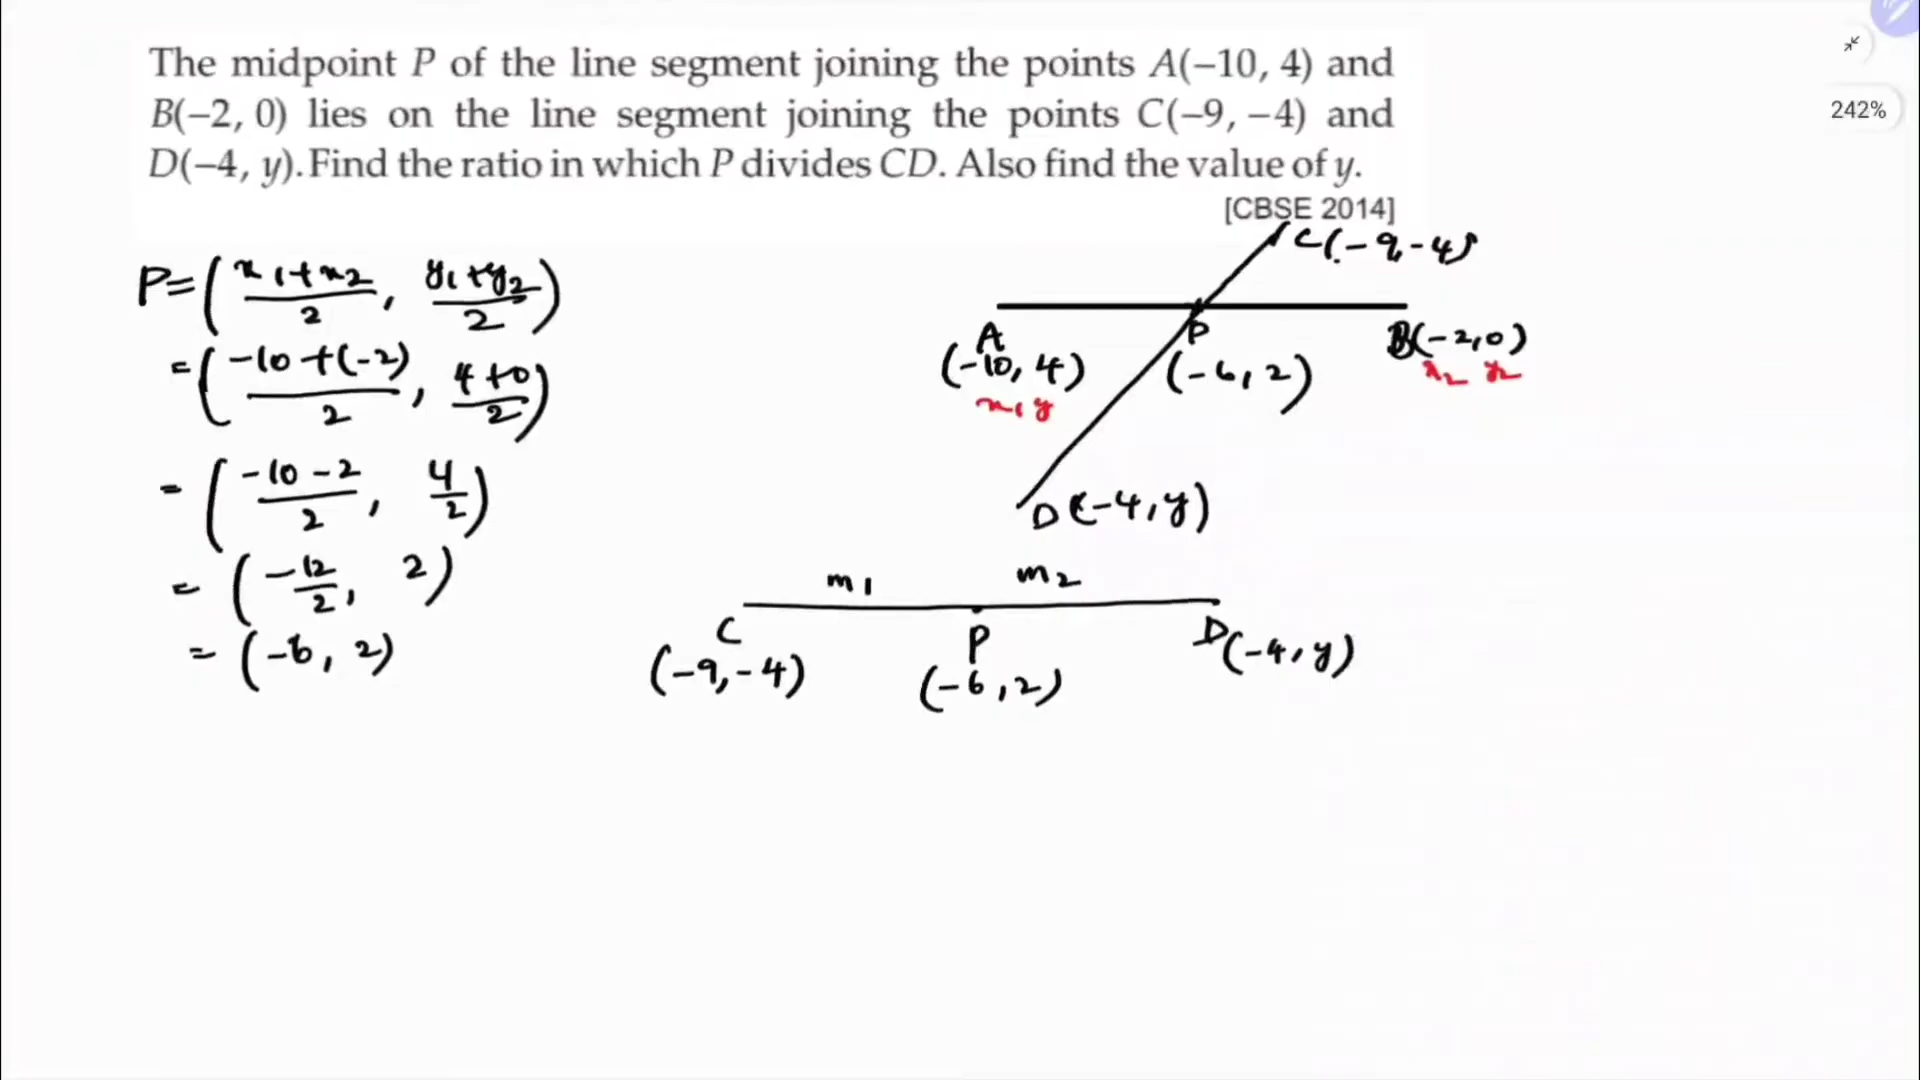 The midpoint P of the line segment joining the points A(−10, 4) and
B(−2, 0) lies on the line segment joining the points C(−9, −4) and
D(−4, y). Find the ratio in which P divides CD. Also find the value of y.
[CBSE 2014]
242%
P = ( x1+x2 / 2 , y1+y2 / 2 )
= ( -10+(-2) / 2 , 4+0 / 2 )
= ( -10-2 / 2 , 4 / 2 )
= ( -12 / 2 , 2 )
= (-6, 2)
C(-9,-4)
A
(-10, 4)
x1 y
P
(-6, 2)
B(-2,0)
x2 y2
D(-4, y)
m1 m2
C P D(-4, y)
(-9,-4) (-6,2)